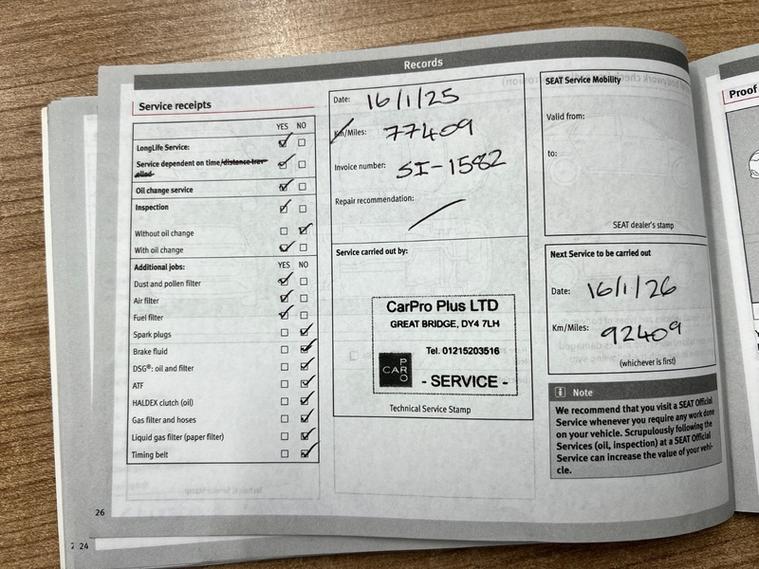 Records
Service receipts
YES NO
LongLife Service:
Service dependent on time/distance trav-
elled
Oil change service
Inspection
Without oil change
With oil change
Additional jobs: YES NO
Dust and pollen filter
Air filter
Fuel filter
Spark plugs
Brake fluid
DSG®: oil and filter
ATF
HALDEX clutch (oil)
Gas filter and hoses
Liquid gas filter (paper filter)
Timing belt
Date: 16/1/25
Km/Miles: 77409
Invoice number: SI-1582
Repair recommendation:
Service carried out by:
CarPro Plus LTD
GREAT BRIDGE, DY4 7LH
Tel. 01215203516
CAR
PRO
- SERVICE -
Technical Service Stamp
SEAT Service Mobility
Valid from:
to:
SEAT dealer's stamp
Next Service to be carried out
Date: 16/1/26
Km/Miles: 92409
(whichever is first)
Note
We recommend that you visit a SEAT Official
Service whenever you require any work done
on your vehicle. Scrupulously following the
Services (oil, inspection) at a SEAT Official
Service can increase the value of your vehi-
cle.
26
24
Proof